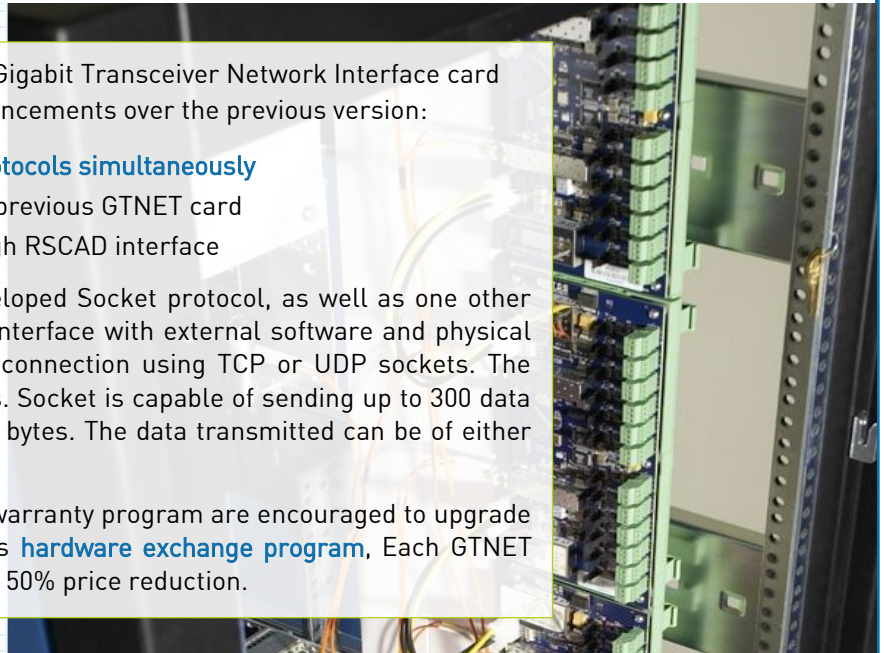 Gigabit Transceiver Network Interface card
ncements over the previous version:
otocols simultaneously
previous GTNET card
gh RSCAD interface
eloped Socket protocol, as well as one other
nterface with external software and physical
connection using TCP or UDP sockets. The
s. Socket is capable of sending up to 300 data
bytes. The data transmitted can be of either
warranty program are encouraged to upgrade
s hardware exchange program, Each GTNET
50% price reduction.